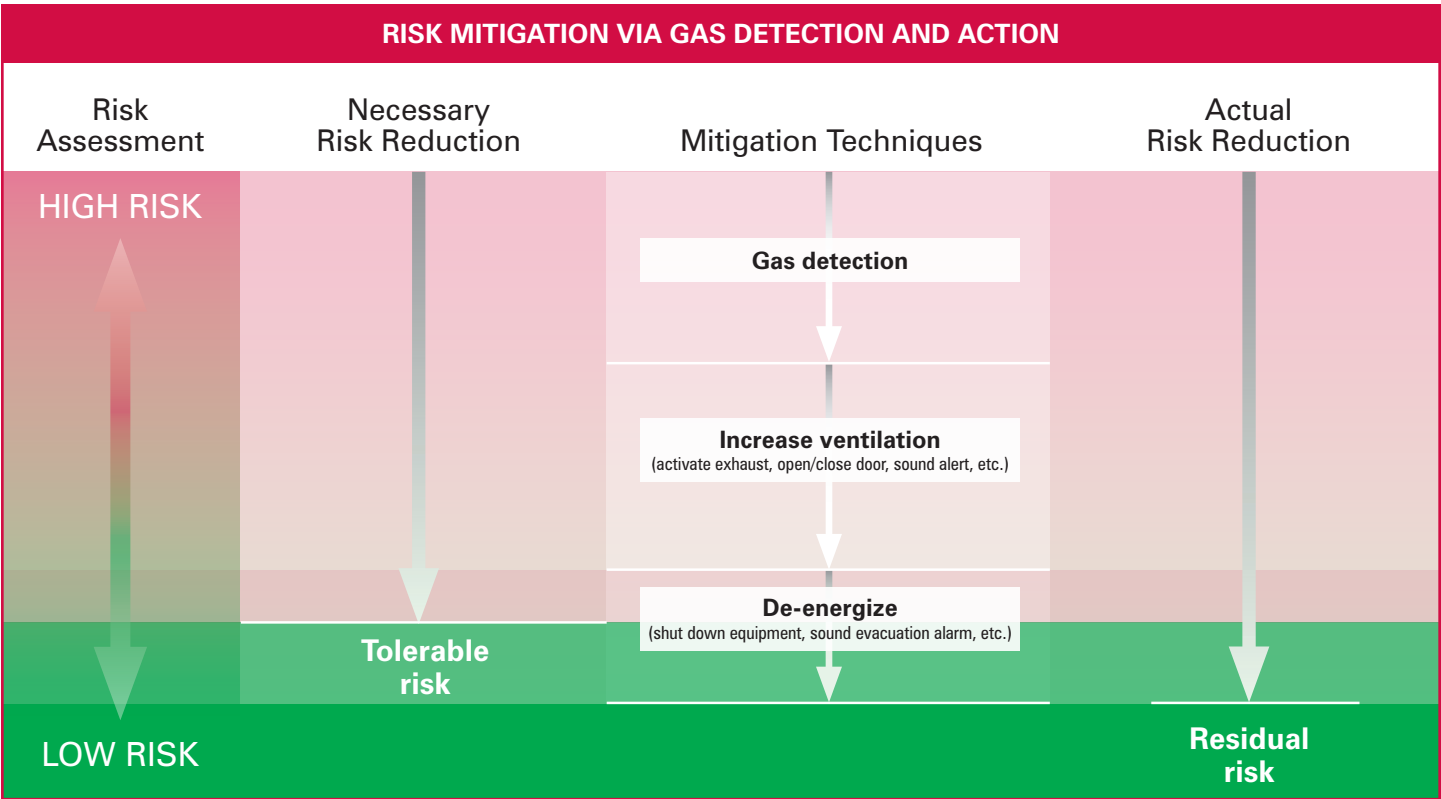 RISK MITIGATION VIA GAS DETECTION AND ACTION
Risk
Assessment
Necessary
Risk Reduction
Mitigation Techniques
Actual
Risk Reduction
HIGH RISK
Gas detection
Increase ventilation
(activate exhaust, open/close door, sound alert, etc.)
De-energize
(shut down equipment, sound evacuation alarm, etc.)
Tolerable
risk
LOW RISK
Residual
risk